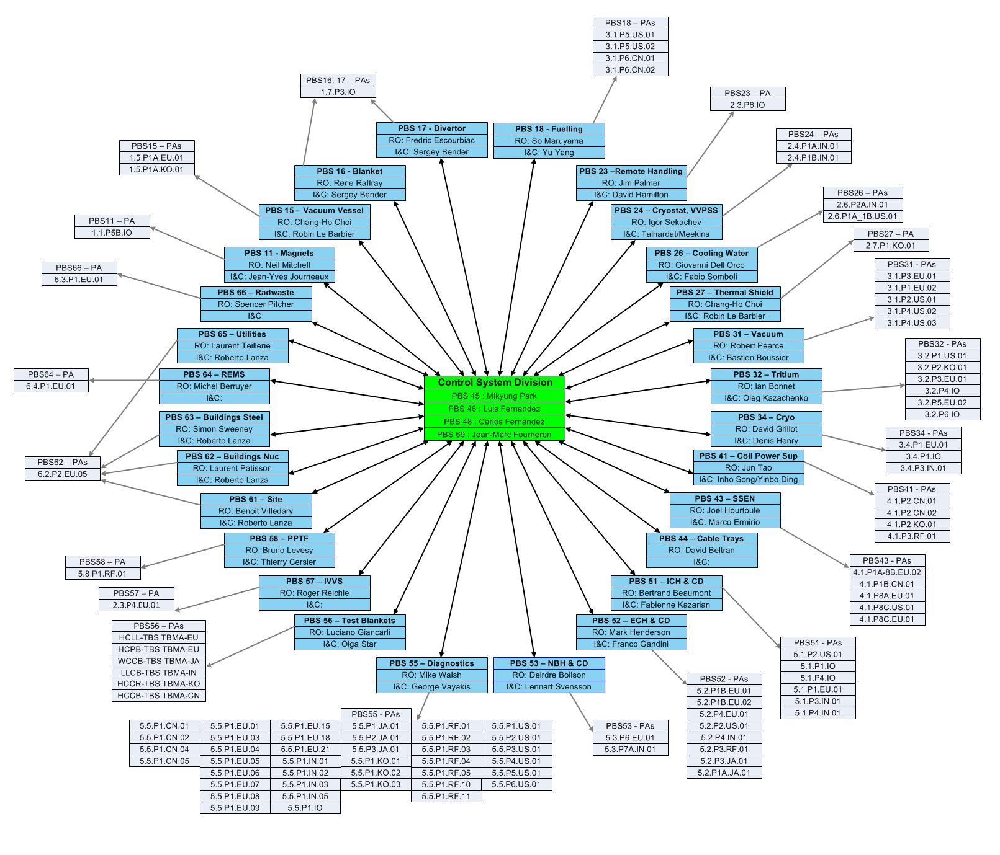 PBS18 – PAs
3.1.P5.US.01
3.1.P5.US.02
3.1.P6.CN.01
3.1.P6.CN.02
PBS16, 17 – PAs
1.7.P3.IO
PBS23 – PA
2.3.P6.IO
PBS 17 - Divertor
RO: Fredric Escourbiac
I&C: Sergey Bender
PBS 18 - Fuelling
RO: So Maruyama
I&C: Yu Yang
PBS24 – PAs
2.4.P1A.IN.01
2.4.P1B.IN.01
PBS15 – PAs
1.5.P1A.EU.01
1.5.P1A.KO.01
PBS 16 - Blanket
RO: Rene Raffray
I&C: Sergey Bender
PBS 23 –Remote Handling
RO: Jim Palmer
I&C: David Hamilton
PBS26 – PAs
2.6.P2A.IN.01
2.6.P1A_1B.US.01
PBS 15 – Vacuum Vessel
RO: Chang-Ho Choi
I&C: Robin Le Barbier
PBS 24 – Cryostat, VVPSS
RO: Igor Sekachev
I&C: Taihardat/Meekins
PBS11 – PA
1.1.P5B.IO
PBS27 – PA
2.7.P1.KO.01
PBS 11 - Magnets
RO: Neil Mitchell
I&C: Jean-Yves Journeaux
PBS 26 – Cooling Water
RO: Giovanni Dell Orco
I&C: Fabio Somboli
PBS66 – PA
6.3.P1.EU.01
PBS31 - PAs
3.1.P3.EU.01
3.1.P1.EU.02
3.1.P2.US.01
3.1.P4.US.02
3.1.P4.US.03
PBS 66 – Radwaste
RO: Spencer Pitcher
I&C:
PBS 27 – Thermal Shield
RO: Chang-Ho Choi
I&C: Robin Le Barbier
PBS 65 – Utilities
RO: Laurent Teillerie
I&C: Roberto Lanza
PBS 31 – Vacuum
RO: Robert Pearce
I&C: Bastien Boussier
PBS32 - PAs
3.2.P1.US.01
3.2.P2.KO.01
3.2.P3.EU.01
3.2.P4.IO
3.2.P5.EU.02
3.2.P6.IO
PBS64 – PA
6.4.P1.EU.01
PBS 64 – REMS
RO: Michel Berruyer
I&C:
Control System Division
PBS 45 : Mikyung Park
PBS 46 : Luis Fernandez
PBS 48 : Carlos Fernandez
PBS 69 : Jean-Marc Fourneron
PBS 32 – Tritium
RO: Ian Bonnet
I&C: Oleg Kazachenko
PBS 63 – Buildings Steel
RO: Simon Sweeney
I&C: Roberto Lanza
PBS 34 – Cryo
RO: David Grillot
I&C: Denis Henry
PBS34 - PAs
3.4.P1.EU.01
3.4.P1.IO
3.4.P3.IN.01
PBS62 – PAs
6.2.P2.EU.05
PBS 62 – Buildings Nuc
RO: Laurent Patisson
I&C: Roberto Lanza
PBS 41 – Coil Power Sup
RO: Jun Tao
I&C: Inho Song/Yinbo Ding
PBS41 - PAs
4.1.P2.CN.01
4.1.P2.CN.02
4.1.P2.KO.01
4.1.P3.RF.01
PBS 61 – Site
RO: Benoit Villedary
I&C: Roberto Lanza
PBS 43 – SSEN
RO: Joel Hourtoule
I&C: Marco Ermirio
PBS 58 – PPTF
RO: Bruno Levesy
I&C: Thierry Cersier
PBS 44 – Cable Trays
RO: David Beltran
I&C:
PBS58 – PA
5.8.P1.RF.01
PBS43 - PAs
4.1.P1A-8B.EU.02
4.1.P1B.CN.01
4.1.P8A.EU.01
4.1.P8C.US.01
4.1.P8C.EU.01
PBS 57 – IVVS
RO: Roger Reichle
I&C:
PBS 51 – ICH & CD
RO: Bertrand Beaumont
I&C: Fabienne Kazarian
PBS57 – PA
2.3.P4.EU.01
PBS 56 – Test Blankets
RO: Luciano Giancarli
I&C: Olga Star
PBS 52 – ECH & CD
RO: Mark Henderson
I&C: Franco Gandini
PBS56 – PAs
HCLL-TBS TBMA-EU
HCPB-TBS TBMA-EU
WCCB-TBS TBMA-JA
LLCB-TBS TBMA-IN
HCCR-TBS TBMA-KO
HCCB-TBS TBMA-CN
PBS51 - PAs
5.1.P2.US.01
5.1.P1.IO
5.1.P4.IO
5.1.P1.EU.01
5.1.P3.IN.01
5.1.P4.IN.01
PBS 55 – Diagnostics
RO: Mike Walsh
I&C: George Vayakis
PBS 53 – NBH & CD
RO: Deirdre Boilson
I&C: Lennart Svensson
PBS52 - PAs
5.2.P1B.EU.01
5.2.P1B.EU.02
5.2.P4.EU.01
5.2.P2.US.01
5.2.P4.IN.01
5.2.P3.RF.01
5.2.P3.JA.01
5.2.P1A.JA.01
PBS53 - PAs
5.3.P6.EU.01
5.3.P7A.IN.01
PBS55 - PAs
5.5.P1.CN.01 5.5.P1.EU.01 5.5.P1.EU.15 5.5.P1.JA.01 5.5.P1.RF.01 5.5.P1.US.01
5.5.P1.CN.02 5.5.P1.EU.03 5.5.P1.EU.18 5.5.P2.JA.01 5.5.P1.RF.02 5.5.P2.US.01
5.5.P1.CN.04 5.5.P1.EU.04 5.5.P1.EU.21 5.5.P3.JA.01 5.5.P1.RF.03 5.5.P3.US.01
5.5.P1.CN.05 5.5.P1.EU.05 5.5.P1.IN.01 5.5.P1.KO.01 5.5.P1.RF.04 5.5.P4.US.01
5.5.P1.EU.06 5.5.P1.IN.02 5.5.P1.KO.02 5.5.P1.RF.05 5.5.P5.US.01
5.5.P1.EU.07 5.5.P1.IN.03 5.5.P1.KO.03 5.5.P1.RF.10 5.5.P6.US.01
5.5.P1.EU.08 5.5.P1.IN.05 5.5.P1.RF.11
5.5.P1.EU.09 5.5.P1.IO